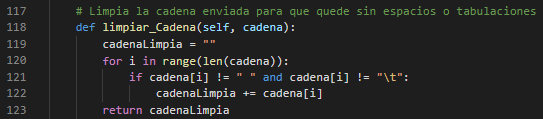 117 # Limpia la cadena enviada para que quede sin espacios o tabulaciones
118 def limpiar_Cadena(self, cadena):
119 cadenaLimpia = ""
120 for i in range(len(cadena)):
121 if cadena[i] != " " and cadena[i] != "\t":
122 cadenaLimpia += cadena[i]
123 return cadenaLimpia